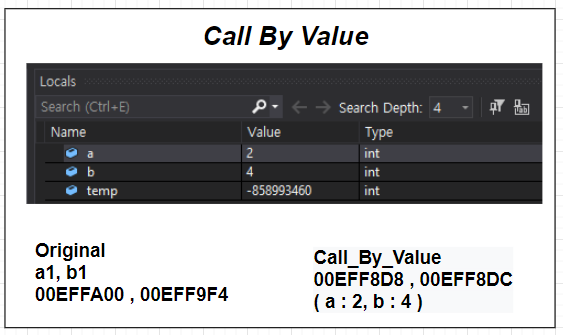 Call By Value
Locals
Search (Ctrl+E) Search Depth: 4
Name Value Type
a 2 int
b 4 int
temp -858993460 int
Original
a1, b1
00EFFA00 , 00EFF9F4
Call_By_Value
00EFF8D8 , 00EFF8DC
( a : 2, b : 4 )